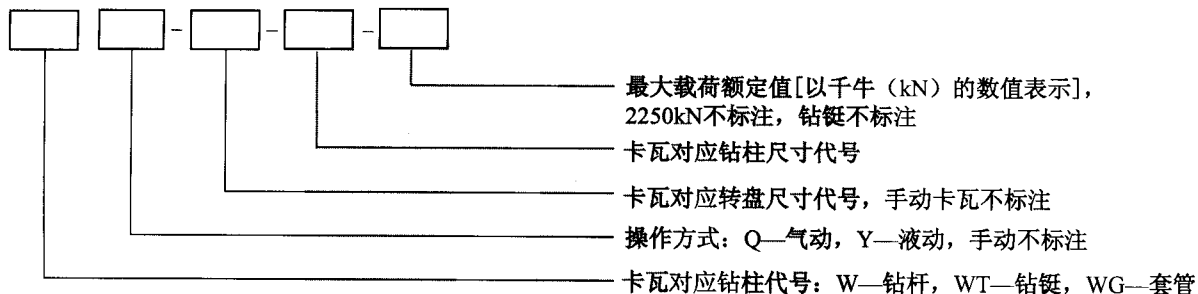 最大载荷额定值[以千牛（kN）的数值表示],
2250kN不标注，钻铤不标注
卡瓦对应钻柱尺寸代号
卡瓦对应转盘尺寸代号，手动卡瓦不标注
操作方式：Q—气动，Y—液动，手动不标注
卡瓦对应钻柱代号：W—钻杆，WT—钻铤，WG—套管